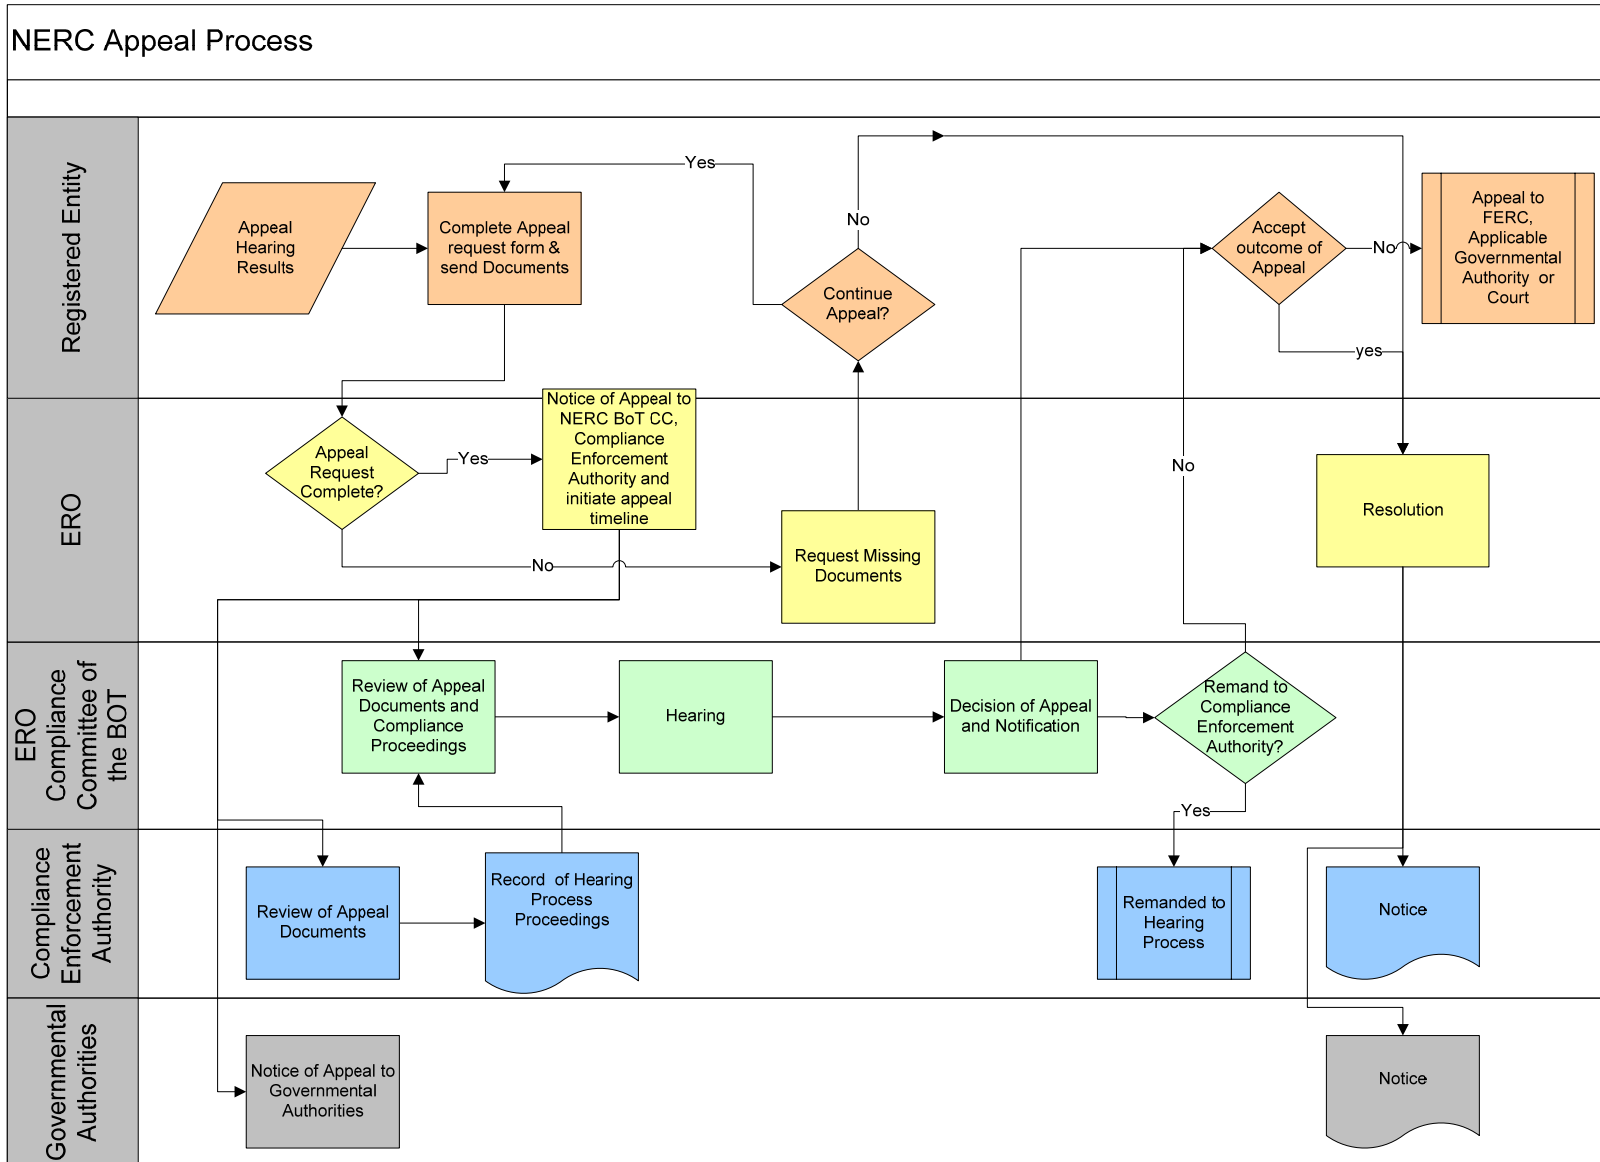 NERC Appeal Process
Registered Entity
Appeal
Hearing
Results
Complete Appeal
request form &
send Documents
Yes
No
Continue
Appeal?
Accept
outcome of
Appeal
No
yes
Appeal to
FERC,
Applicable
Governmental
Authority or
Court
ERO
Appeal
Request
Complete?
Yes
No
Notice of Appeal to
NERC BoT CC,
Compliance
Enforcement
Authority and
initiate appeal
timeline
Request Missing
Documents
No
Resolution
ERO
Compliance
Committee of
the BOT
Review of Appeal
Documents and
Compliance
Proceedings
Hearing
Decision of Appeal
and Notification
Remand to
Compliance
Enforcement
Authority?
Yes
Compliance
Enforcement
Authority
Review of Appeal
Documents
Record of Hearing
Process
Proceedings
Remanded to
Hearing
Process
Notice
Governmental
Authorities
Notice of Appeal to
Governmental
Authorities
Notice